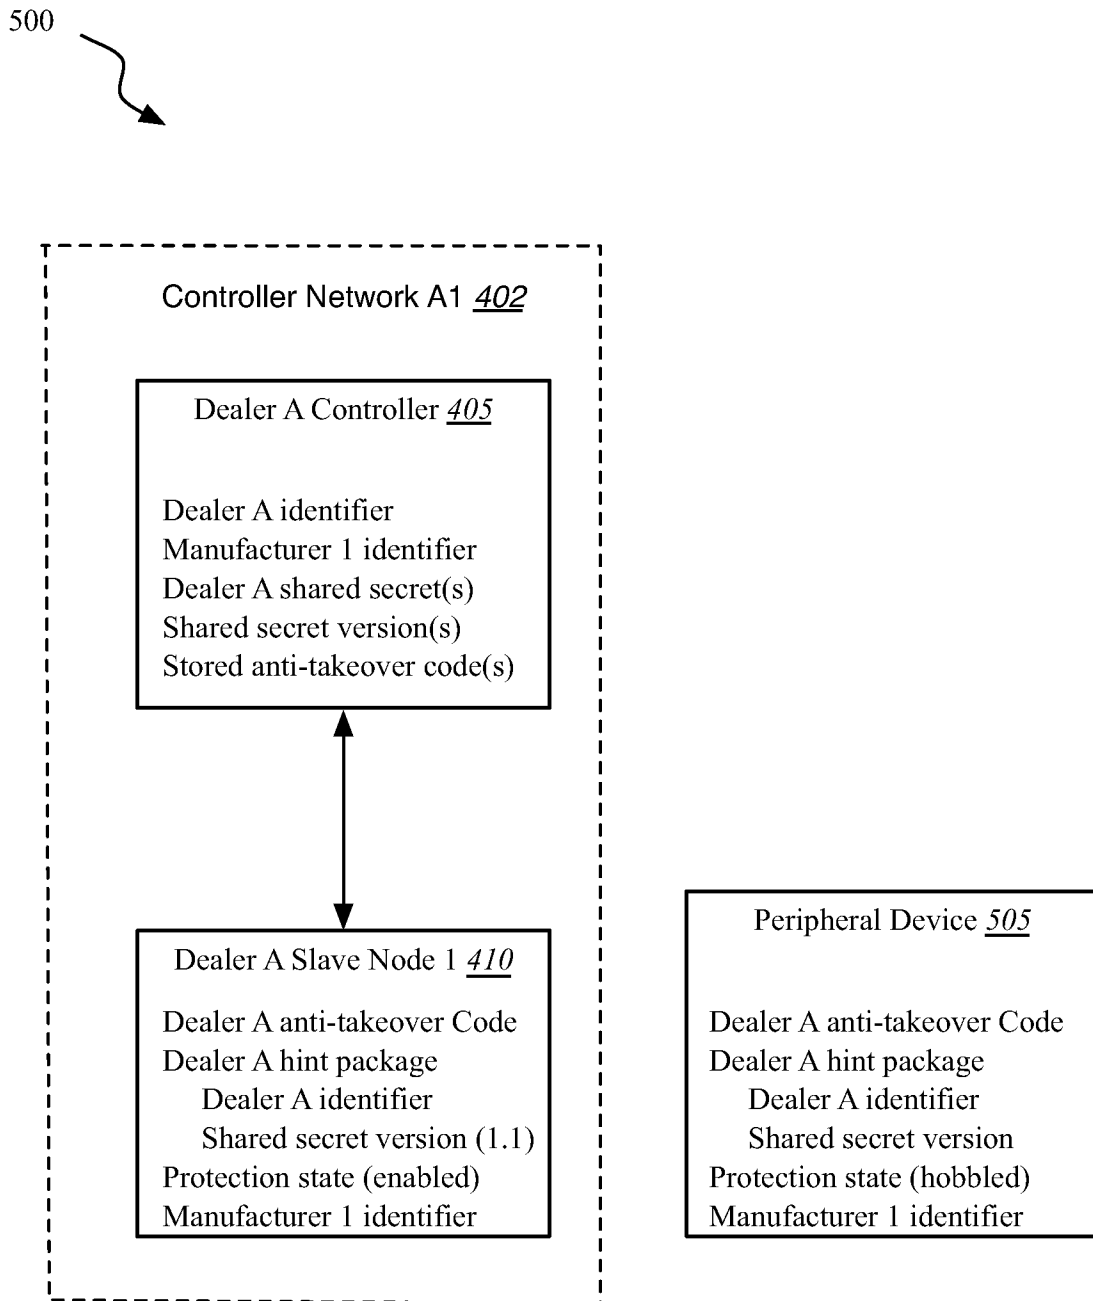 500
Controller Network A1 402
Dealer A Controller 405
Dealer A identifier
Manufacturer 1 identifier
Dealer A shared secret(s)
Shared secret version(s)
Stored anti-takeover code(s)
Dealer A Slave Node 1 410
Dealer A anti-takeover Code
Dealer A hint package
Dealer A identifier
Shared secret version (1.1)
Protection state (enabled)
Manufacturer 1 identifier
Peripheral Device 505
Dealer A anti-takeover Code
Dealer A hint package
Dealer A identifier
Shared secret version
Protection state (hobbled)
Manufacturer 1 identifier